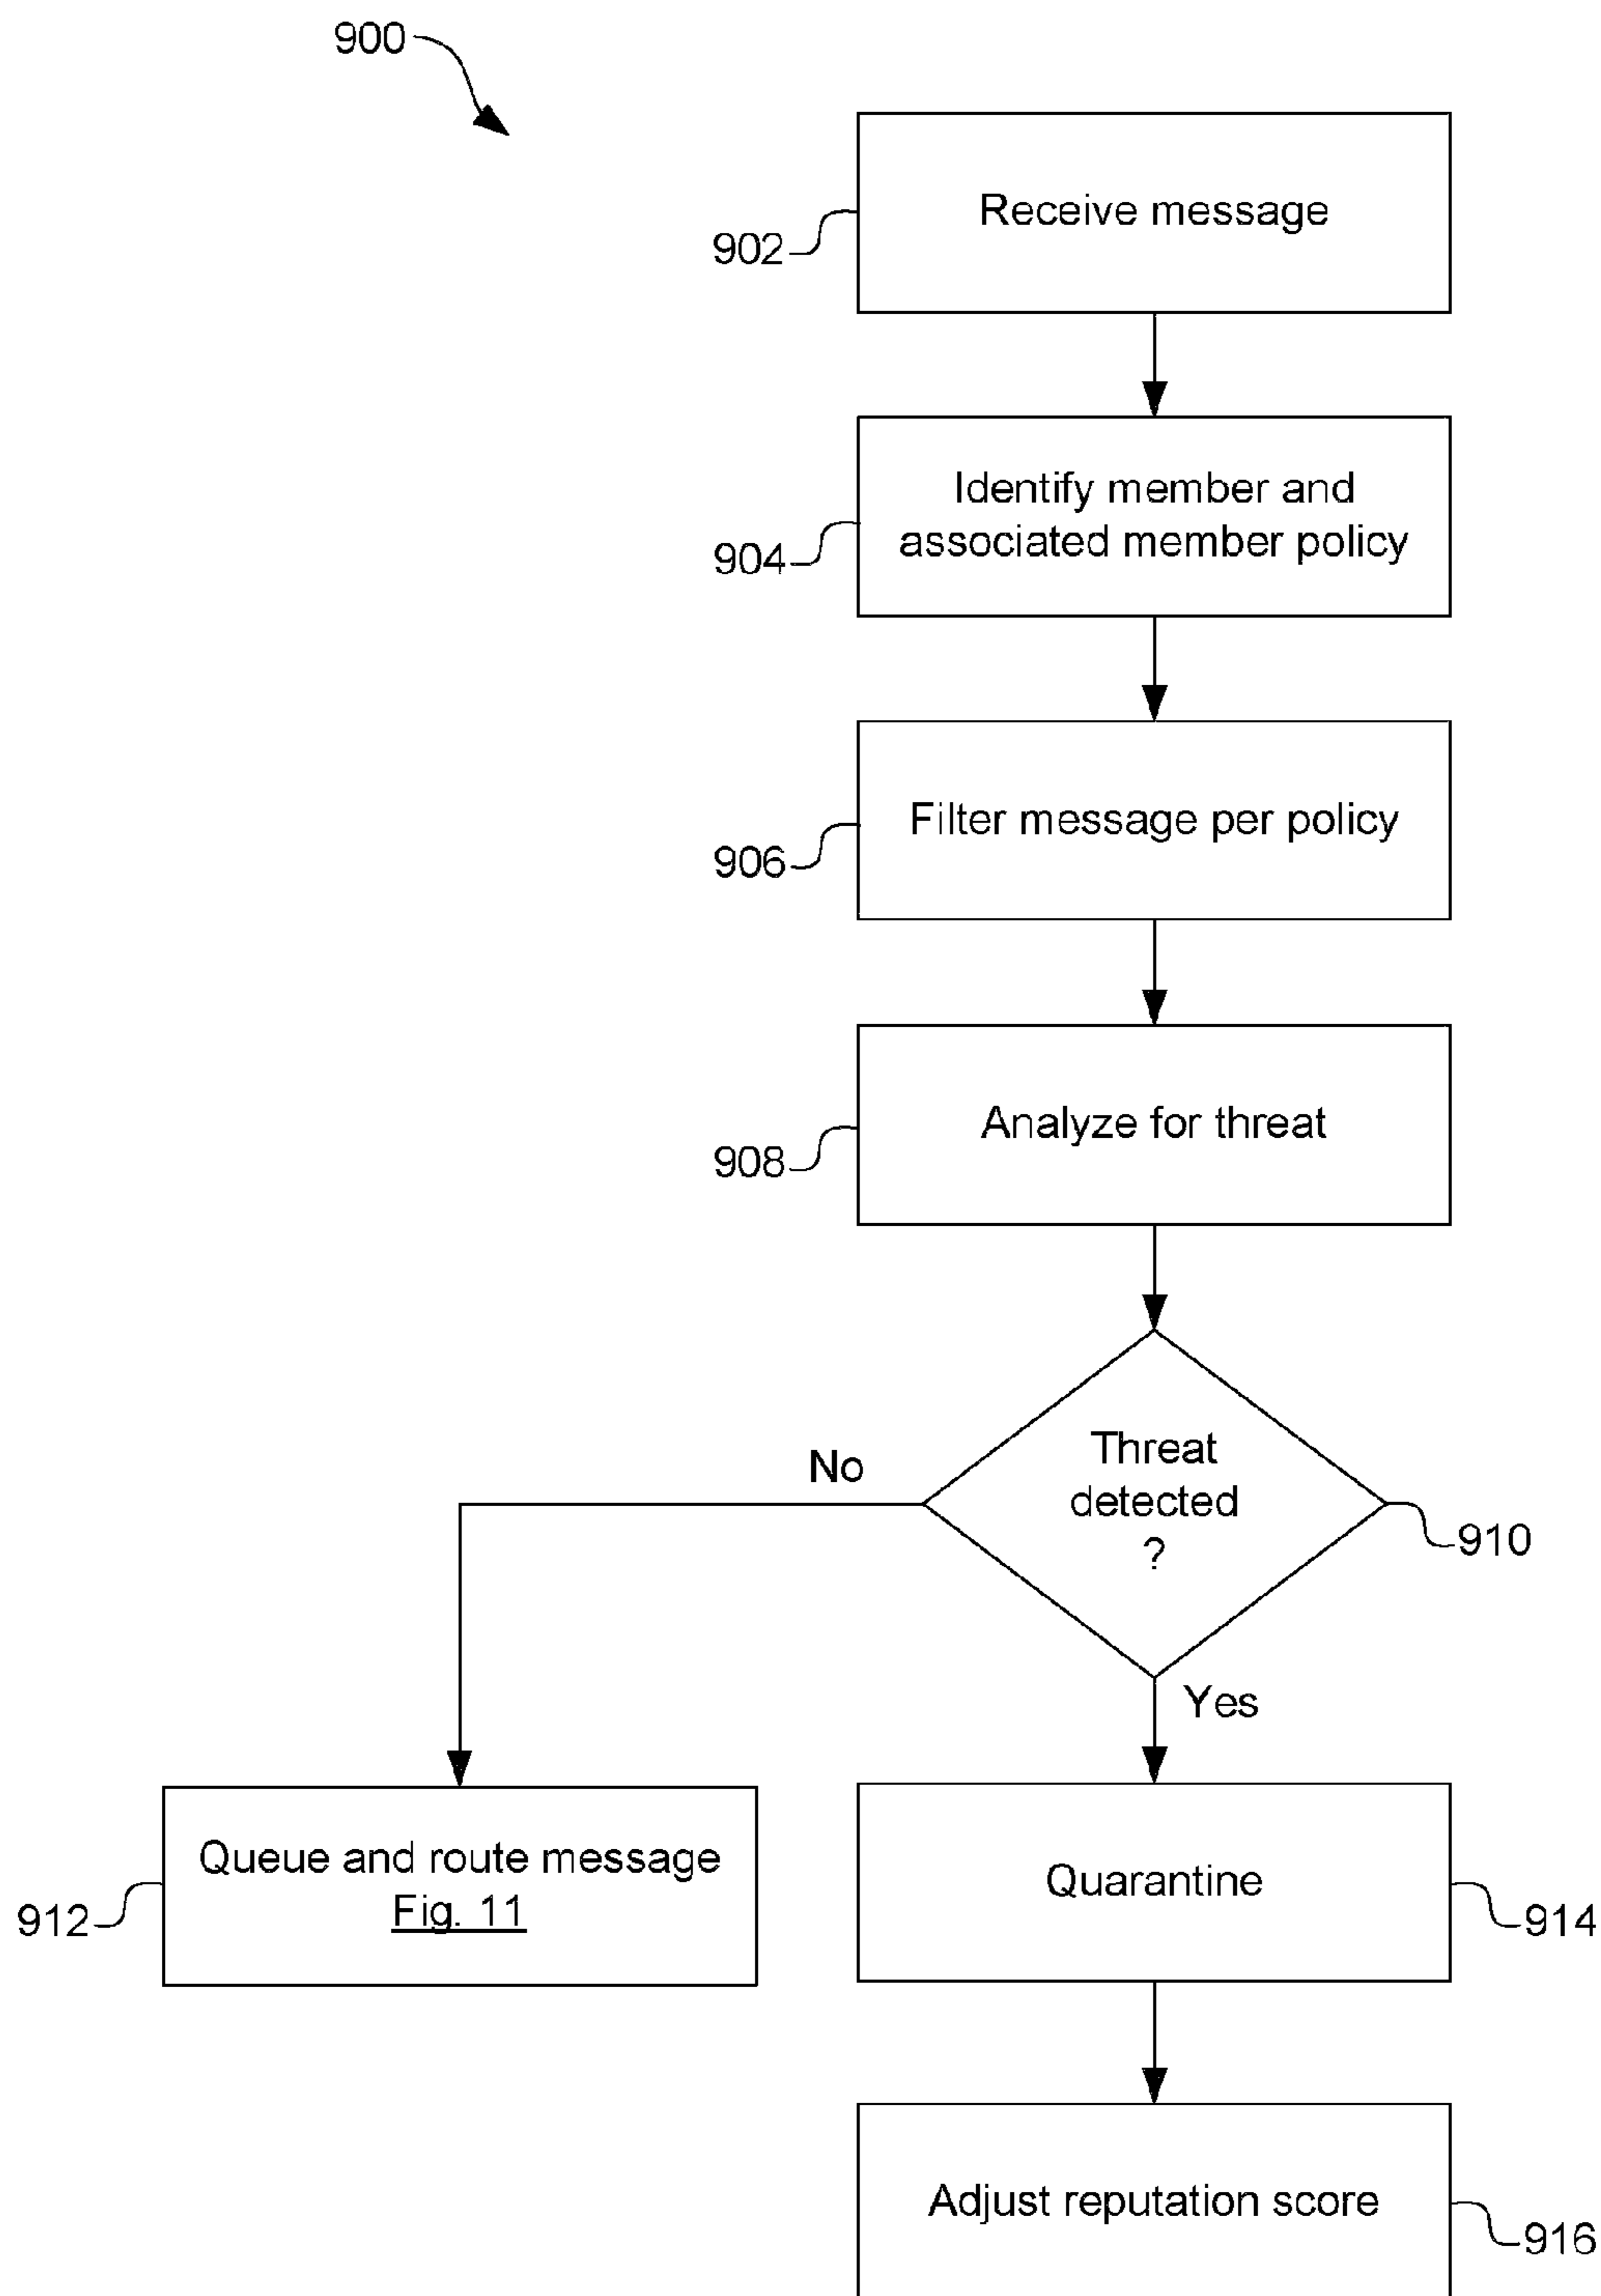 900
Receive message
902
Identify member and
associated member policy
904
Filter message per policy
906
Analyze for threat
908
Threat
detected
?
No
910
Yes
Queue and route message
Fig. 11
912
Quarantine
914
Adjust reputation score
916